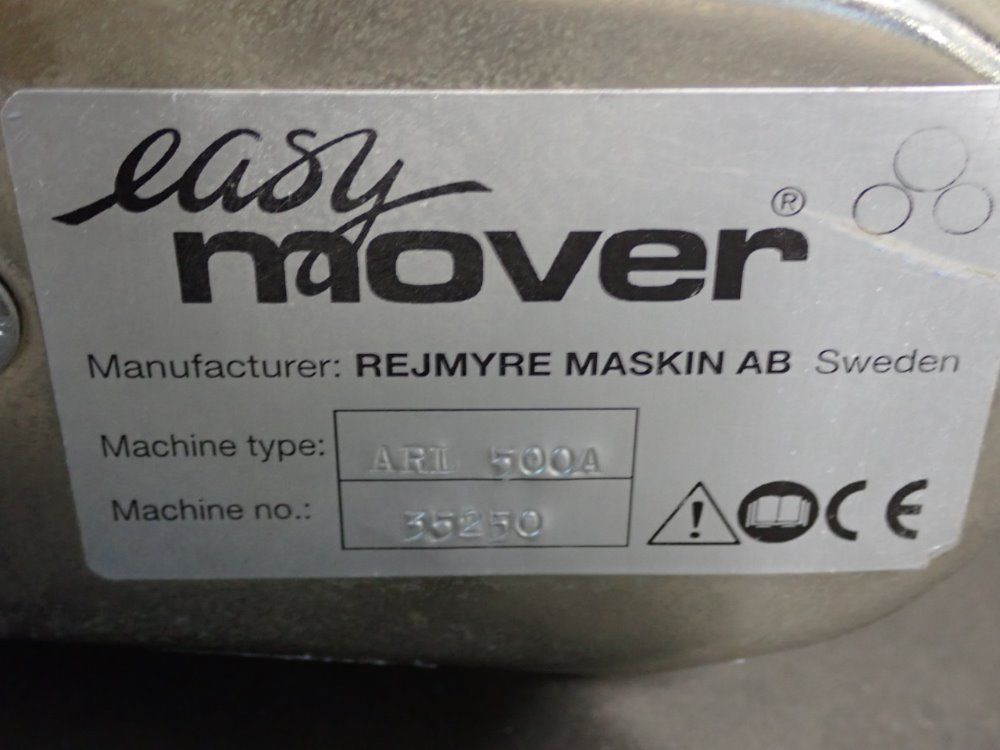 easy
mover ®
Manufacturer: REJMYRE MASKIN AB Sweden
Machine type: ARL 500A
Machine no.: 35250
CE